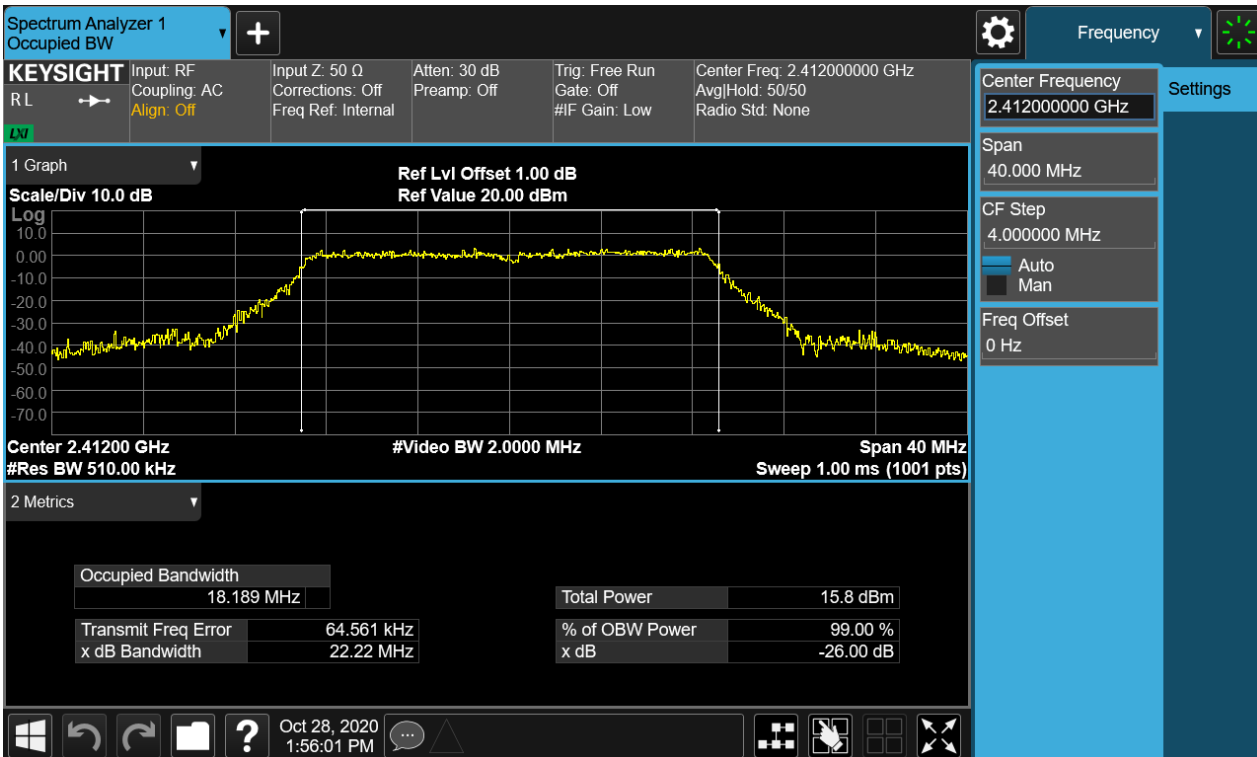 Spectrum Analyzer 1
Occupied BW
+
Frequency
KEYSIGHT
R L
LXI
Input: RF
Coupling: AC
Align: Off
Input Z: 50 Ω
Corrections: Off
Freq Ref: Internal
Atten: 30 dB
Preamp: Off
Trig: Free Run
Gate: Off
#IF Gain: Low
Center Freq: 2.412000000 GHz
Avg|Hold: 50/50
Radio Std: None
Center Frequency
2.412000000 GHz
Settings
Span
40.000 MHz
CF Step
4.000000 MHz
Auto
Man
Freq Offset
0 Hz
1 Graph
Scale/Div 10.0 dB
Ref Lvl Offset 1.00 dB
Ref Value 20.00 dBm
Log
10.0
0.00
-10.0
-20.0
-30.0
-40.0
-50.0
-60.0
-70.0
Center 2.41200 GHz
#Video BW 2.0000 MHz
Span 40 MHz
#Res BW 510.00 kHz
Sweep 1.00 ms (1001 pts)
2 Metrics
Occupied Bandwidth
18.189 MHz
Total Power 15.8 dBm
Transmit Freq Error 64.561 kHz
% of OBW Power 99.00 %
x dB Bandwidth 22.22 MHz
x dB -26.00 dB
?
Oct 28, 2020
1:56:01 PM